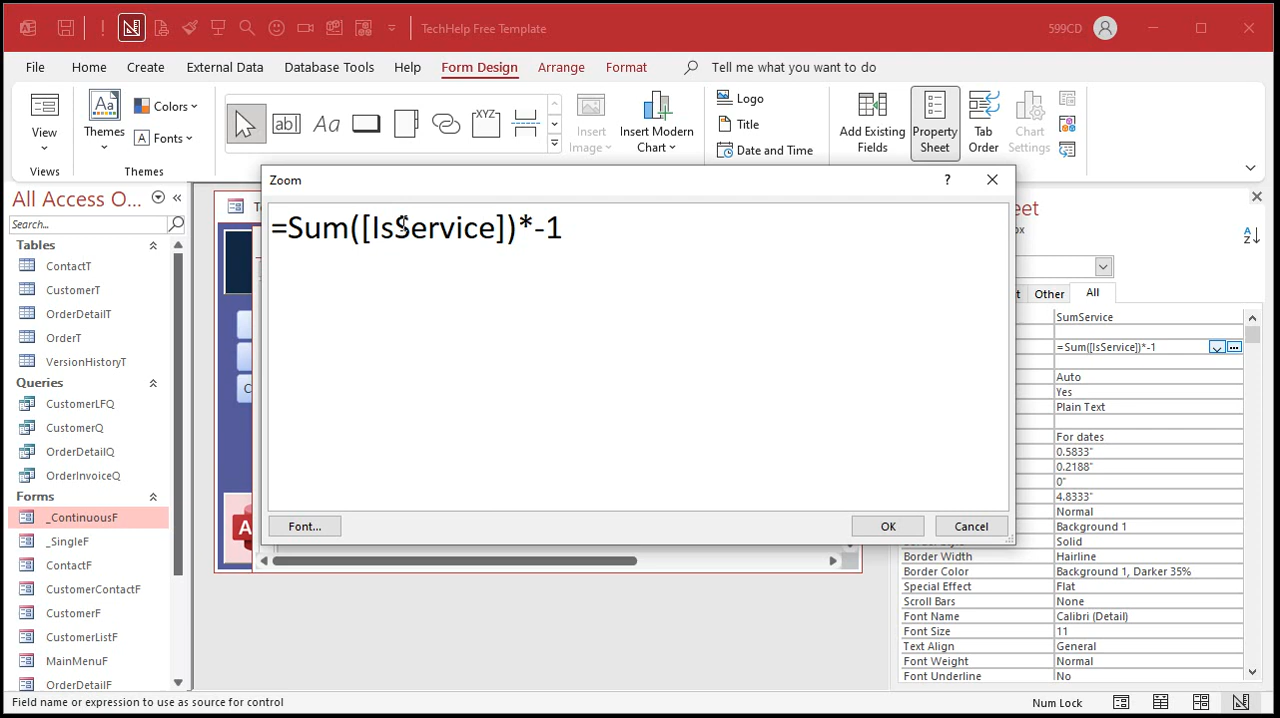 TechHelp Free Template
599CD
File
Home
Create
External Data
Database Tools
Help
Form Design
Arrange
Format
Tell me what you want to do
View
Views
Aa
Themes
Colors
Fonts
Themes
ab
Aa
XYZ
Insert
Image
Insert Modern
Chart
Logo
Title
Date and Time
Add Existing
Fields
Property
Sheet
Tab
Order
Chart
Settings
All Access O...
Search...
Tables
ContactT
CustomerT
OrderDetailT
OrderT
VersionHistoryT
Queries
CustomerLFQ
CustomerQ
OrderDetailQ
OrderInvoiceQ
Forms
_ContinuousF
_SingleF
ContactF
CustomerContactF
CustomerF
CustomerListF
MainMenuF
OrderDetailF
Zoom
?
=Sum([IsService])*-1
Font...
OK
Cancel
A
Z
Other
All
SumService
=Sum([IsService])*-1
Auto
Yes
Plain Text
For dates
0.5833"
0.2188"
0"
4.8333"
Normal
Background 1
Solid
Border Width
Hairline
Border Color
Background 1, Darker 35%
Special Effect
Flat
Scroll Bars
None
Font Name
Calibri (Detail)
Font Size
11
Text Align
General
Font Weight
Normal
Font Underline
No
Field name or expression to use as source for control
Num Lock